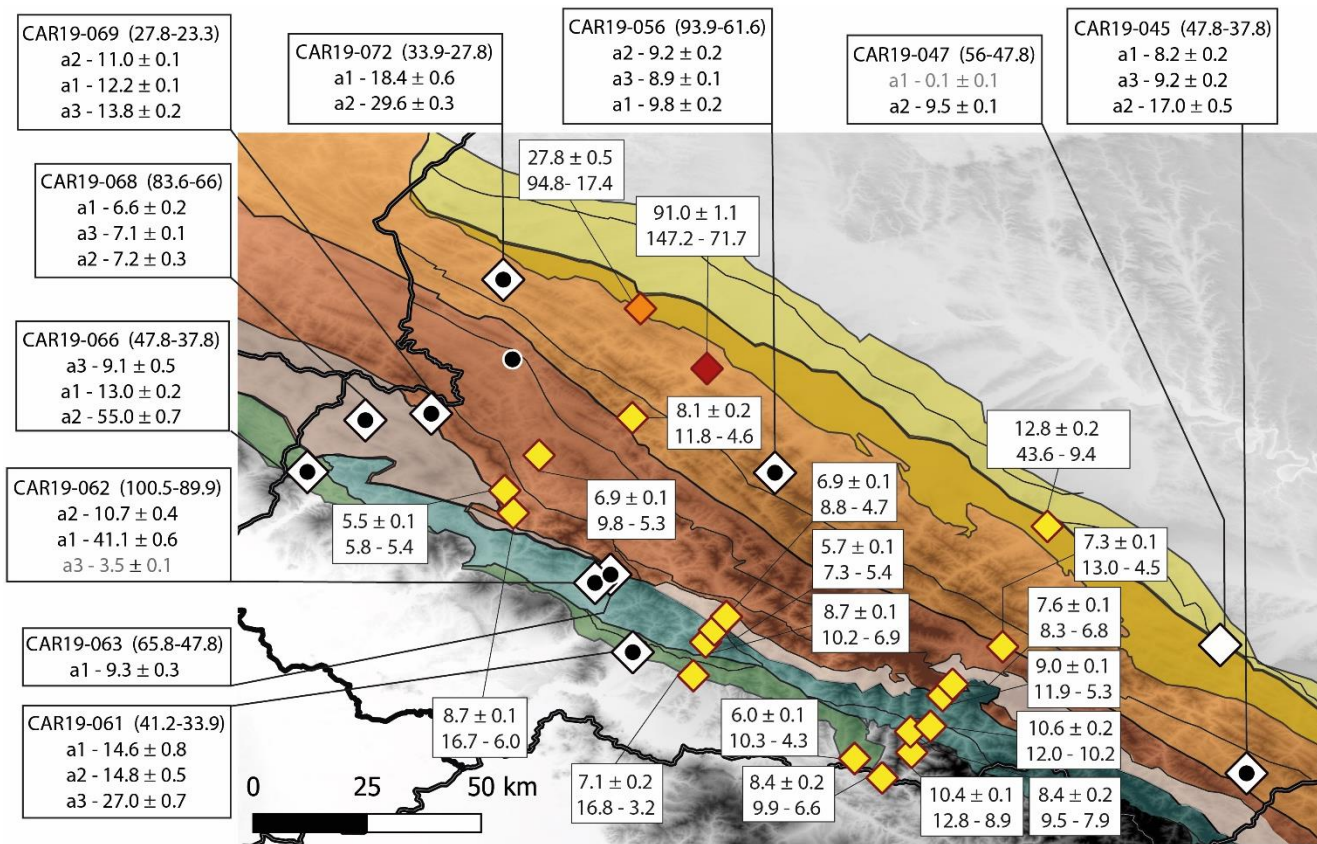 CAR19-069 (27.8-23.3)
a2 - 11.0 ± 0.1
a1 - 12.2 ± 0.1
a3 - 13.8 ± 0.2
CAR19-072 (33.9-27.8)
a1 - 18.4 ± 0.6
a2 - 29.6 ± 0.3
CAR19-056 (93.9-61.6)
a2 - 9.2 ± 0.2
a3 - 8.9 ± 0.1
a1 - 9.8 ± 0.2
CAR19-047 (56-47.8)
a1 - 0.1 ± 0.1
a2 - 9.5 ± 0.1
CAR19-045 (47.8-37.8)
a1 - 8.2 ± 0.2
a3 - 9.2 ± 0.2
a2 - 17.0 ± 0.5
CAR19-068 (83.6-66)
a1 - 6.6 ± 0.2
a3 - 7.1 ± 0.1
a2 - 7.2 ± 0.3
27.8 ± 0.5
94.8- 17.4
91.0 ± 1.1
147.2 - 71.7
CAR19-066 (47.8-37.8)
a3 - 9.1 ± 0.5
a1 - 13.0 ± 0.2
a2 - 55.0 ± 0.7
8.1 ± 0.2
11.8 - 4.6
12.8 ± 0.2
43.6 - 9.4
CAR19-062 (100.5-89.9)
a2 - 10.7 ± 0.4
a1 - 41.1 ± 0.6
a3 - 3.5 ± 0.1
5.5 ± 0.1
5.8 - 5.4
6.9 ± 0.1
9.8 - 5.3
6.9 ± 0.1
8.8 - 4.7
5.7 ± 0.1
7.3 - 5.4
8.7 ± 0.1
10.2 - 6.9
7.3 ± 0.1
13.0 - 4.5
7.6 ± 0.1
8.3 - 6.8
9.0 ± 0.1
11.9 - 5.3
10.6 ± 0.2
12.0 - 10.2
CAR19-063 (65.8-47.8)
a1 - 9.3 ± 0.3
CAR19-061 (41.2-33.9)
a1 - 14.6 ± 0.8
a2 - 14.8 ± 0.5
a3 - 27.0 ± 0.7
8.7 ± 0.1
16.7 - 6.0
7.1 ± 0.2
16.8 - 3.2
6.0 ± 0.1
10.3 - 4.3
8.4 ± 0.2
9.9 - 6.6
10.4 ± 0.1
12.8 - 8.9
8.4 ± 0.2
9.5 - 7.9
0 25 50 km